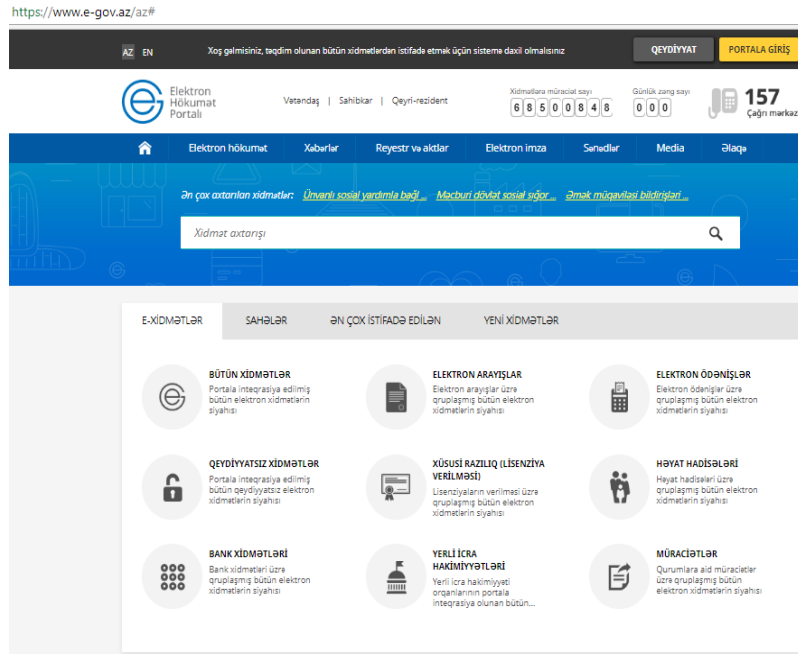 https://www.e-gov.az/az#
AZ EN
Xoş gəlmisiniz, təqdim olunan bütün xidmətlərdən istifadə etmək üçün sistemə daxil olmalısınız
QEYDİYYAT
PORTALA GİRİŞ
Elektron
Hökumət
Portalı
Vətəndaş | Sahibkar | Qeyri-rezident
Xidmətlərə müraciət sayı
6 8 5 0 0 8 4 8
Günlük zəng sayı
0 0 0
157
Çağrı mərkəz
Elektron hökumət Xəbərlər Reyestr və aktlar Elektron imza Sənədlər Media Əlaqə
Ən çox axtarılan xidmətlər: Ünvanlı sosial yardımla bağl ... Məcburi dövlət sosial sığor ... Əmək müqaviləsi bildirişləri ...
Xidmət axtarışı
E-XİDMƏTLƏR SAHƏLƏR ƏN ÇOX İSTİFADƏ EDİLƏN YENİ XİDMƏTLƏR
BÜTÜN XİDMƏTLƏR
Portala inteqrasiya edilmiş
bütün elektron xidmətlərin
siyahısı
ELEKTRON ARAYIŞLAR
Elektron arayışlar üzrə
qruplaşmış bütün elektron
xidmətlərin siyahısı
ELEKTRON ÖDƏNİŞLƏR
Elektron ödənişlər üzrə
qruplaşmış bütün elektron
xidmətlərin siyahısı
QEYDİYYATSIZ XİDMƏTLƏR
Portala inteqrasiya edilmiş
bütün qeydiyyatsız elektron
xidmətlərin siyahısı
XÜSUSİ RAZILIQ (LİSENZİYA
VERİLMƏSİ)
Lisenziyaların verilməsi üzrə
qruplaşmış bütün elektron
xidmətlərin siyahısı
HƏYAT HADİSƏLƏRİ
Həyat hadisələri üzrə
qruplaşmış bütün elektron
xidmətlərin siyahısı
BANK XİDMƏTLƏRİ
Bank xidmətləri üzrə
qruplaşmış bütün elektron
xidmətlərin siyahısı
YERLİ İCRA
HAKİMİYYƏTLƏRİ
Yerli icra hakimiyyəti
orqanlarının portala
inteqrasiya olunan bütün...
MÜRACİƏTLƏR
Qurumlara aid müraciətlər
üzrə qruplaşmış bütün
elektron xidmətlərin siyahısı